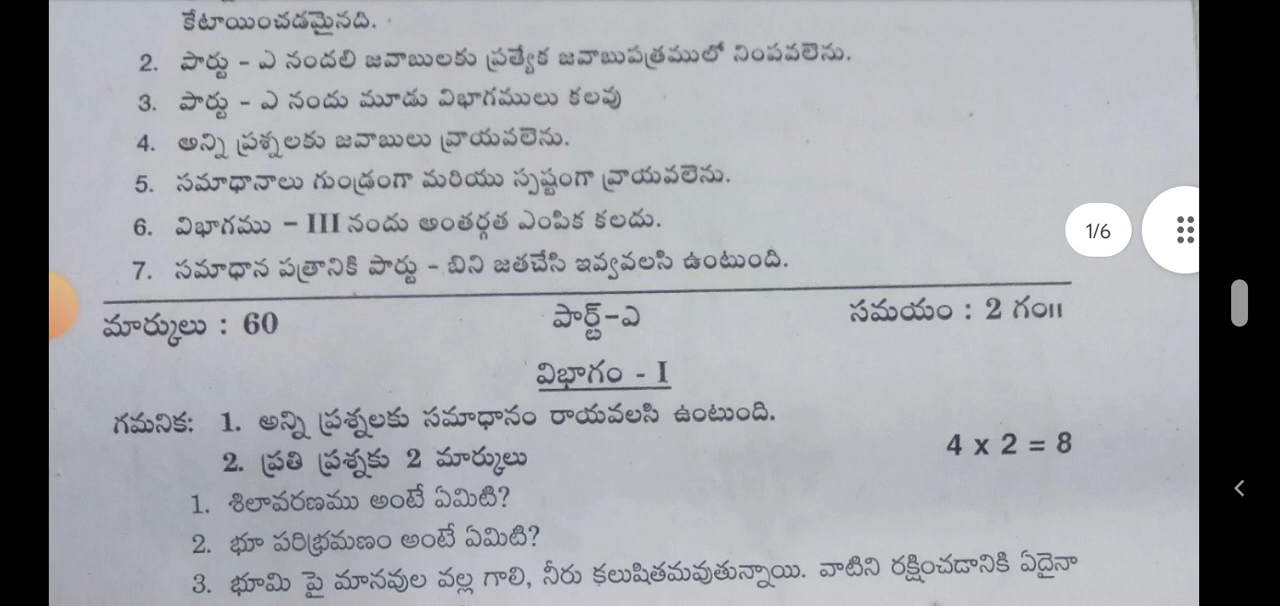 కేటాయించడమైనది.
2. పార్టు - ఎ నందలి జవాబులకు ప్రత్యేక జవాబుపత్రములో నింపవలెను.
3. పార్టు - ఎ నందు మూడు విభాగములు కలవు
4. అన్ని ప్రశ్నలకు జవాబులు వ్రాయవలెను.
5. సమాధానాలు గుండ్రంగా మరియు స్పష్టంగా వ్రాయవలెను.
6. విభాగము - III నందు అంతర్గత ఎంపిక కలదు.
7. సమాధాన పత్రానికి పార్టు - బిని జతచేసి ఇవ్వవలసి ఉంటుంది.
1/6
మార్కులు : 60 పార్ట్-ఎ సమయం : 2 గం॥
విభాగం - I
గమనిక: 1. అన్ని ప్రశ్నలకు సమాధానం రాయవలసి ఉంటుంది.
2. ప్రతి ప్రశ్నకు 2 మార్కులు 4 x 2 = 8
1. శిలావరణము అంటే ఏమిటి?
2. భూ పరిభ్రమణం అంటే ఏమిటి?
3. భూమి పై మానవుల వల్ల గాలి, నీరు కలుషితమవుతున్నాయి. వాటిని రక్షించడానికి ఏదైనా